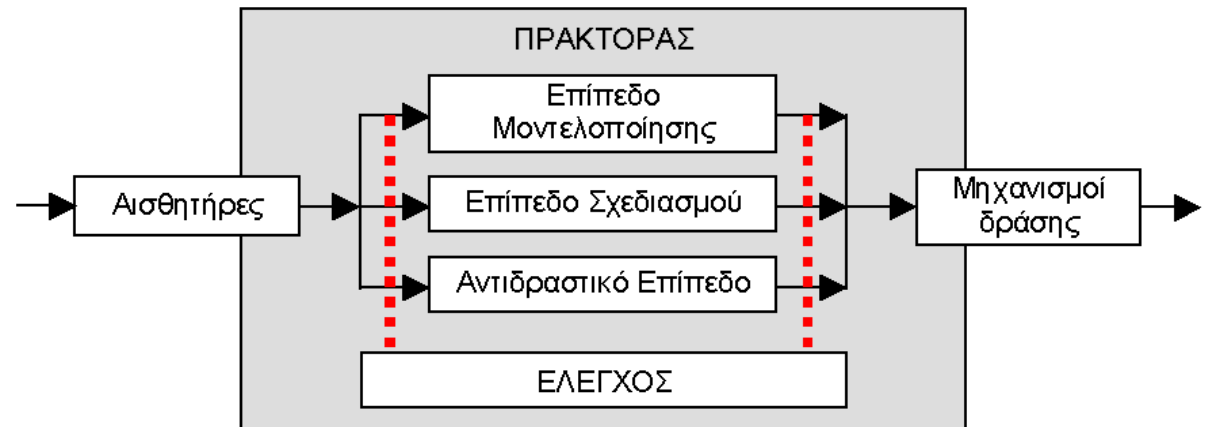 ΠΡΑΚΤΟΡΑΣ
Επίπεδο
Μοντελοποίησης
Αισθητήρες
Επίπεδο Σχεδιασμού
Μηχανισμοί
δράσης
Αντιδραστικό Επίπεδο
ΕΛΕΓΧΟΣ